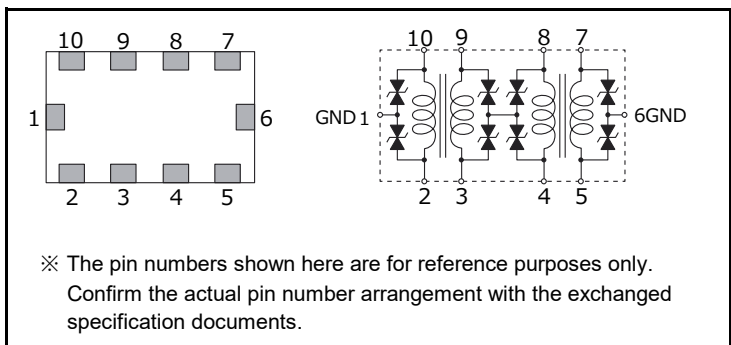 10 9 8 7
1 6
2 3 4 5
10 9 8 7
GND 1 6GND
2 3 4 5
※ The pin numbers shown here are for reference purposes only.
Confirm the actual pin number arrangement with the exchanged
specification documents.